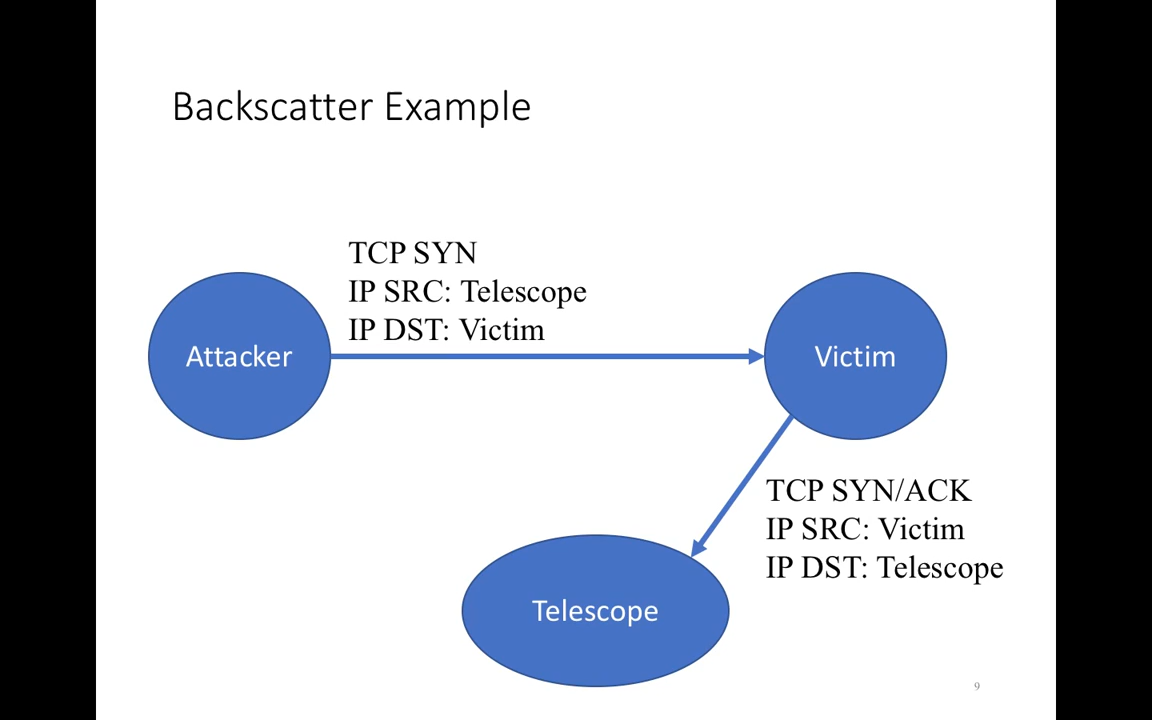 Backscatter Example
TCP SYN
IP SRC: Telescope
IP DST: Victim
Attacker
Victim
TCP SYN/ACK
IP SRC: Victim
IP DST: Telescope
Telescope
9